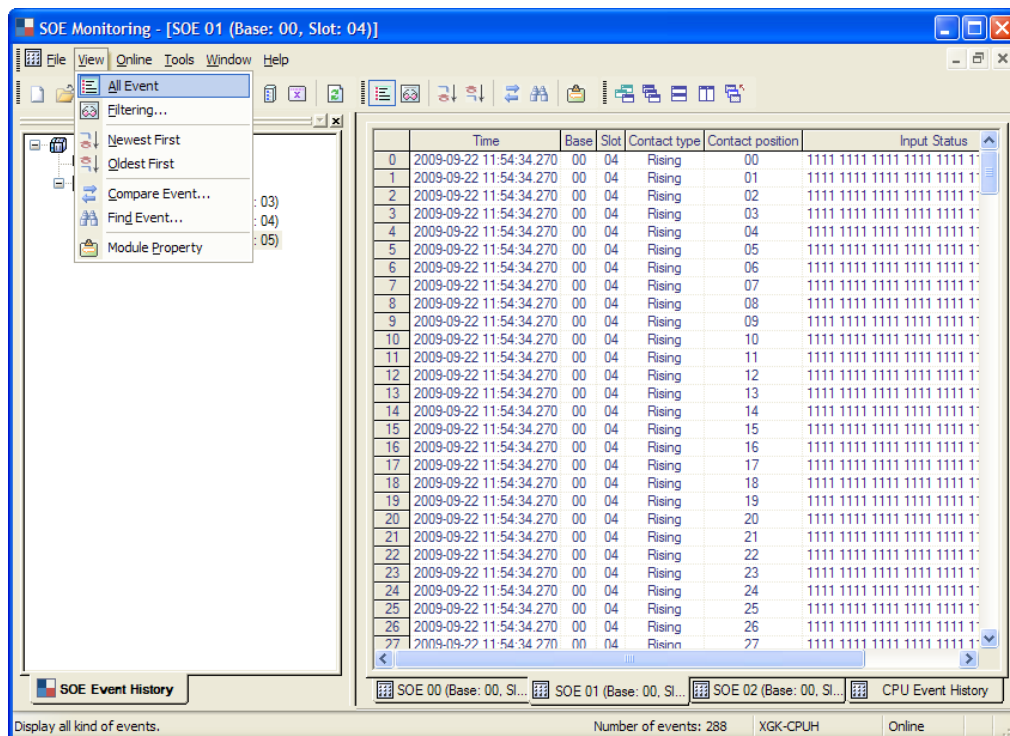 SOE Monitoring - [SOE 01 (Base: 00, Slot: 04)]
File View Online Tools Window Help
All Event
Filtering...
Newest First
Oldest First
Compare Event...
Find Event...
Module Property
: 03)
: 04)
: 05)
Time Base Slot Contact type Contact position Input Status
0 2009-09-22 11:54:34.270 00 04 Rising 00 1111 1111 1111 1111 1111 1
1 2009-09-22 11:54:34.270 00 04 Rising 01 1111 1111 1111 1111 1111 1
2 2009-09-22 11:54:34.270 00 04 Rising 02 1111 1111 1111 1111 1111 1
3 2009-09-22 11:54:34.270 00 04 Rising 03 1111 1111 1111 1111 1111 1
4 2009-09-22 11:54:34.270 00 04 Rising 04 1111 1111 1111 1111 1111 1
5 2009-09-22 11:54:34.270 00 04 Rising 05 1111 1111 1111 1111 1111 1
6 2009-09-22 11:54:34.270 00 04 Rising 06 1111 1111 1111 1111 1111 1
7 2009-09-22 11:54:34.270 00 04 Rising 07 1111 1111 1111 1111 1111 1
8 2009-09-22 11:54:34.270 00 04 Rising 08 1111 1111 1111 1111 1111 1
9 2009-09-22 11:54:34.270 00 04 Rising 09 1111 1111 1111 1111 1111 1
10 2009-09-22 11:54:34.270 00 04 Rising 10 1111 1111 1111 1111 1111 1
11 2009-09-22 11:54:34.270 00 04 Rising 11 1111 1111 1111 1111 1111 1
12 2009-09-22 11:54:34.270 00 04 Rising 12 1111 1111 1111 1111 1111 1
13 2009-09-22 11:54:34.270 00 04 Rising 13 1111 1111 1111 1111 1111 1
14 2009-09-22 11:54:34.270 00 04 Rising 14 1111 1111 1111 1111 1111 1
15 2009-09-22 11:54:34.270 00 04 Rising 15 1111 1111 1111 1111 1111 1
16 2009-09-22 11:54:34.270 00 04 Rising 16 1111 1111 1111 1111 1111 1
17 2009-09-22 11:54:34.270 00 04 Rising 17 1111 1111 1111 1111 1111 1
18 2009-09-22 11:54:34.270 00 04 Rising 18 1111 1111 1111 1111 1111 1
19 2009-09-22 11:54:34.270 00 04 Rising 19 1111 1111 1111 1111 1111 1
20 2009-09-22 11:54:34.270 00 04 Rising 20 1111 1111 1111 1111 1111 1
21 2009-09-22 11:54:34.270 00 04 Rising 21 1111 1111 1111 1111 1111 1
22 2009-09-22 11:54:34.270 00 04 Rising 22 1111 1111 1111 1111 1111 1
23 2009-09-22 11:54:34.270 00 04 Rising 23 1111 1111 1111 1111 1111 1
24 2009-09-22 11:54:34.270 00 04 Rising 24 1111 1111 1111 1111 1111 1
25 2009-09-22 11:54:34.270 00 04 Rising 25 1111 1111 1111 1111 1111 1
26 2009-09-22 11:54:34.270 00 04 Rising 26 1111 1111 1111 1111 1111 1
27 2009-09-22 11:54:34.270 00 04 Rising 27 1111 1111 1111 1111 1111 1
SOE Event History
SOE 00 (Base: 00, Sl... SOE 01 (Base: 00, Sl... SOE 02 (Base: 00, Sl... CPU Event History
Display all kind of events. Number of events: 288 XGK-CPUH Online